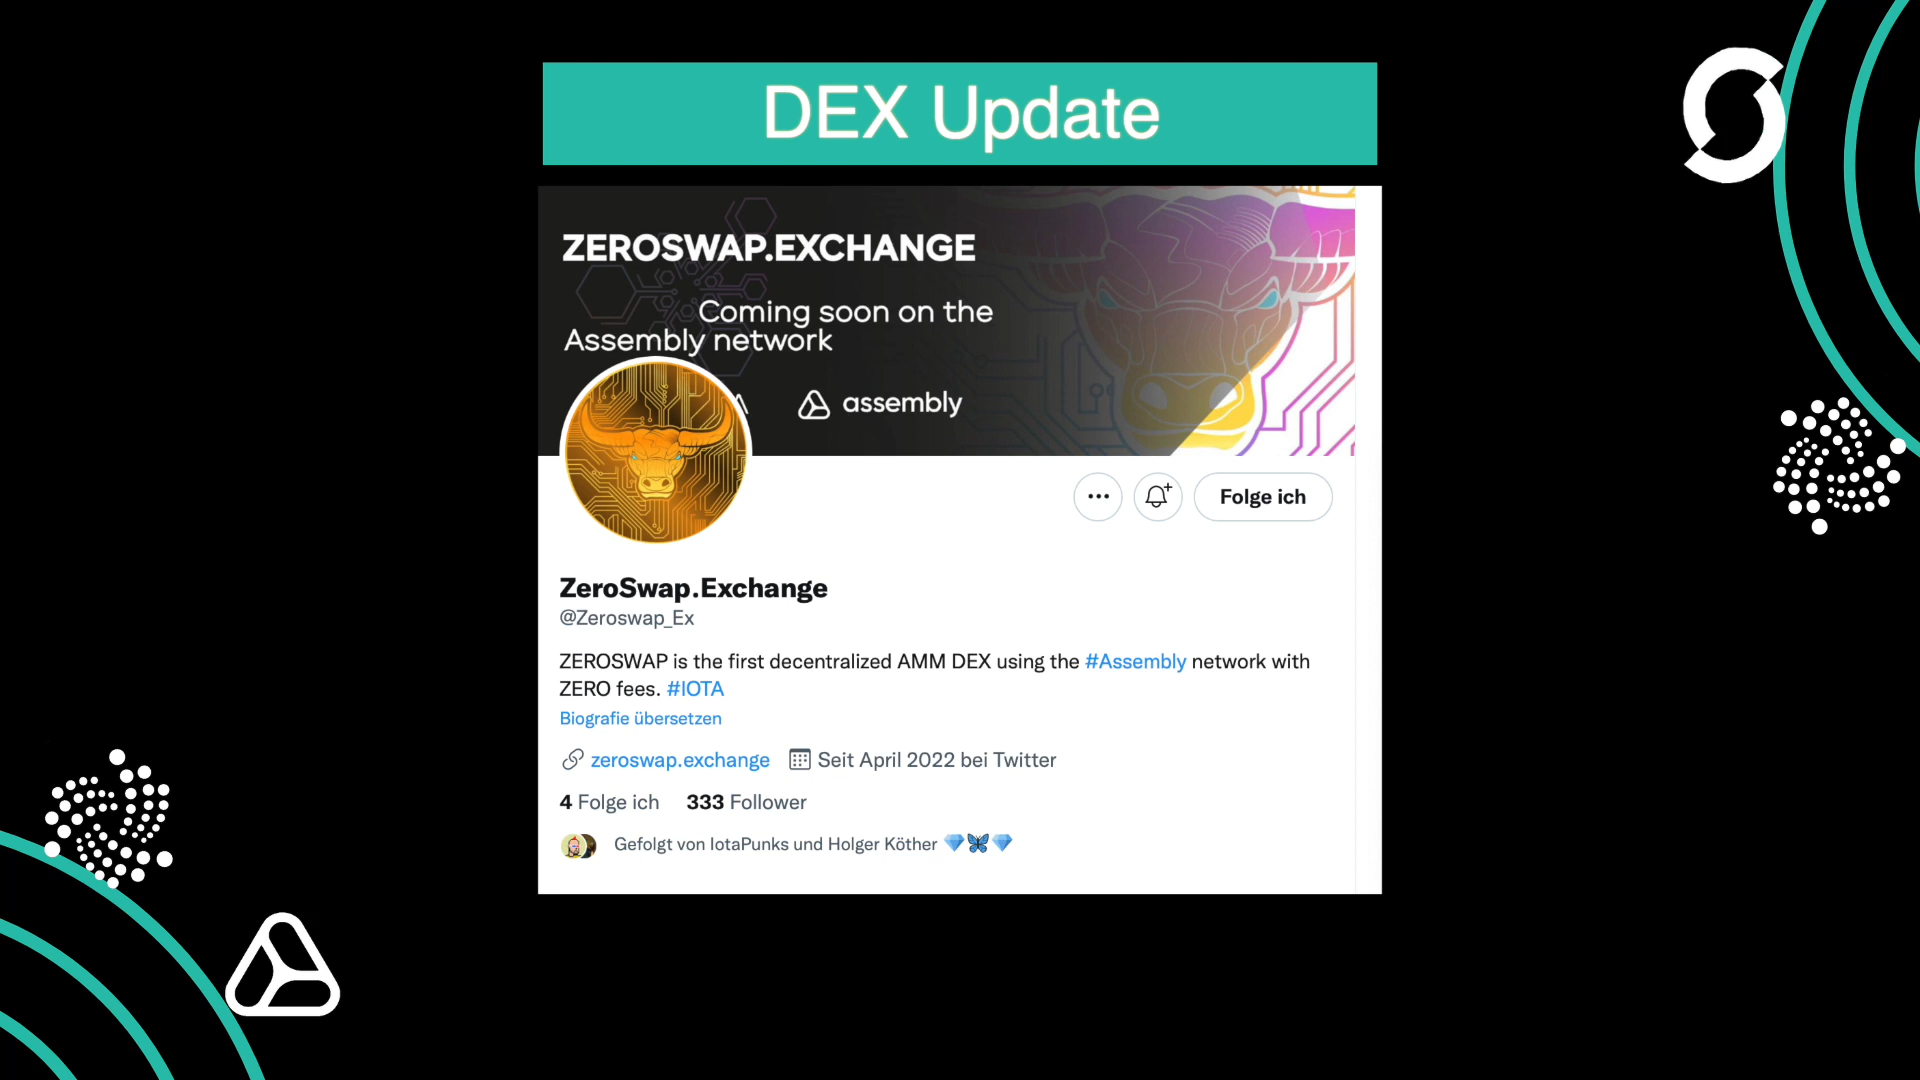 DEX Update
ZEROSWAP.EXCHANGE
Coming soon on the
Assembly network
assembly
Folge ich
ZeroSwap.Exchange
@Zeroswap_Ex
ZEROSWAP is the first decentralized AMM DEX using the #Assembly network with
ZERO fees. #IOTA
Biografie übersetzen
zeroswap.exchange Seit April 2022 bei Twitter
4 Folge ich 333 Follower
Gefolgt von IotaPunks und Holger Köther 💎🦋💎